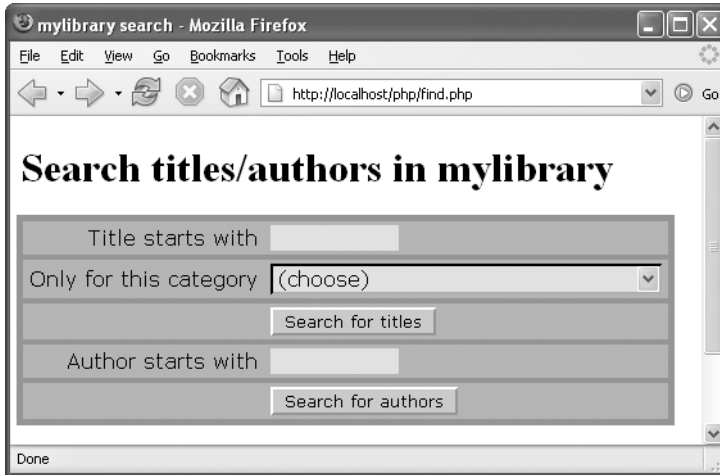 mylibrary search - Mozilla Firefox
File Edit View Go Bookmarks Tools Help
http://localhost/php/find.php Go
Search titles/authors in mylibrary
Title starts with
Only for this category (choose)
Search for titles
Author starts with
Search for authors
Done